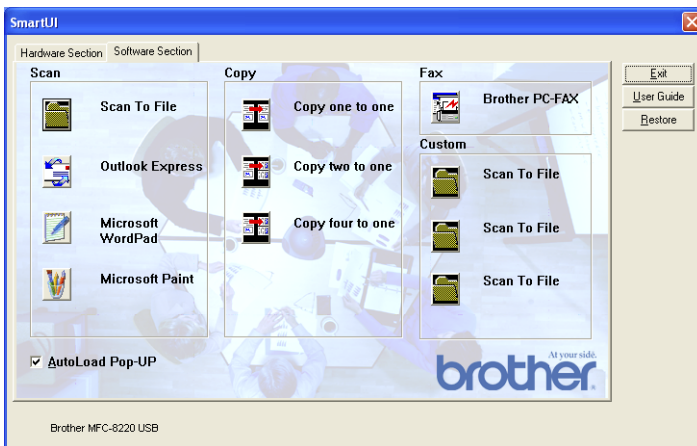 SmartUI
Hardware Section
Software Section
Scan
Scan To File
Outlook Express
Microsoft
WordPad
Microsoft Paint
Copy
Copy one to one
Copy two to one
Copy four to one
Fax
Brother PC-FAX
Custom
Scan To File
Scan To File
Scan To File
Exit
User Guide
Restore
AutoLoad Pop-UP
At your side.
brother
Brother MFC-8220 USB